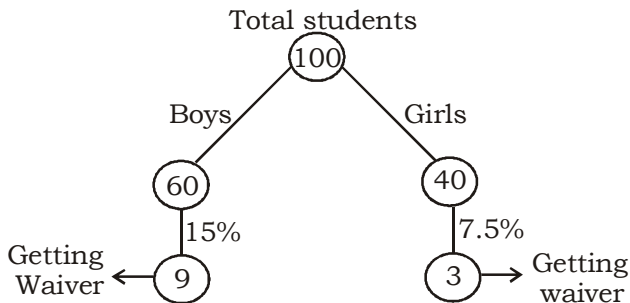 Total students
100
Boys
Girls
60
40
15%
7.5%
Getting
Waiver
9
3
Getting
waiver